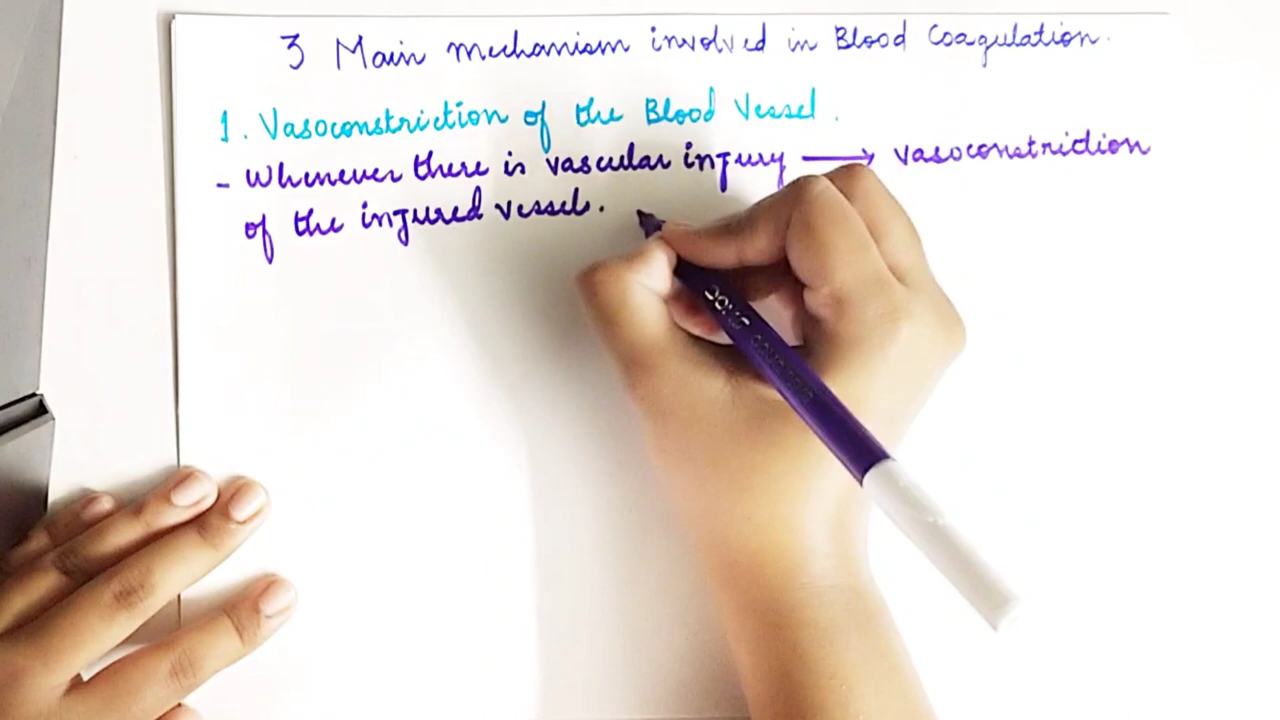 3 Main mechanism involved in Blood Coagulation.
1. Vasoconstriction of the Blood Vessel.
- Whenever there is vascular injury → vasoconstriction
of the injured vessel.